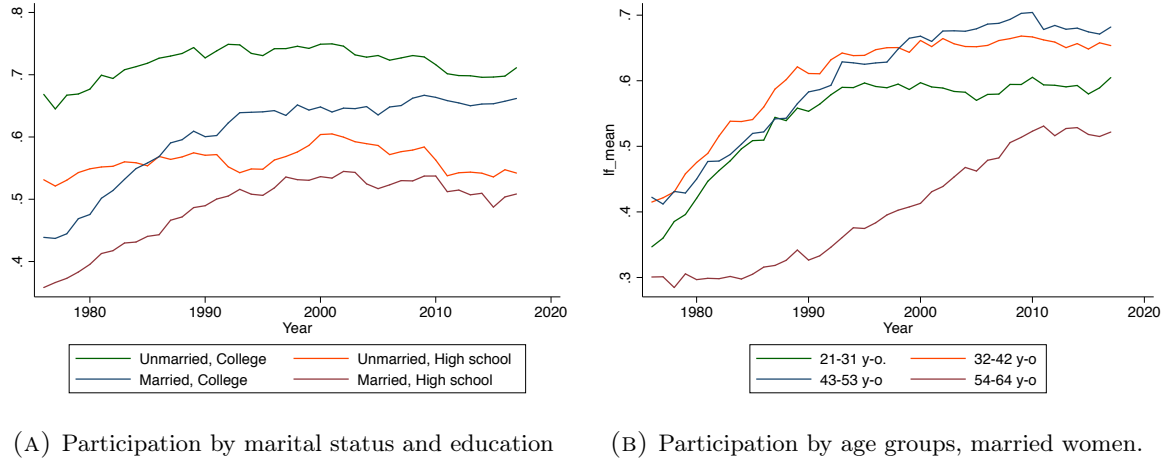 .8
.7
.6
.5
.4
1980 1990 2000 2010 2020
Year
Unmarried, College Unmarried, High school
Married, College Married, High school
(A) Participation by marital status and education
lf_mean
.7
.6
.5
.4
.3
1980 1990 2000 2010 2020
Year
21-31 y-o. 32-42 y-o
43-53 y-o 54-64 y-o
(B) Participation by age groups, married women.